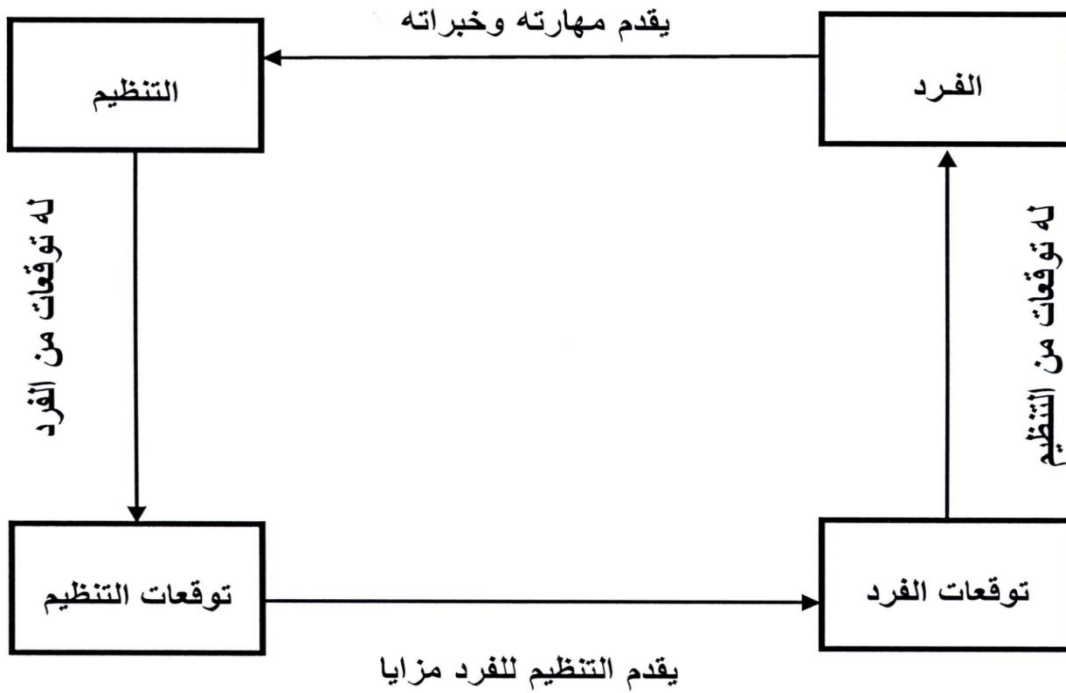 يقدم مهارته وخبراته
الفـرد
التنظيم
له توقعات من التنظيم
له توقعات من الفرد
توقعات الفرد
توقعات التنظيم
يقدم التنظيم للفرد مزايا